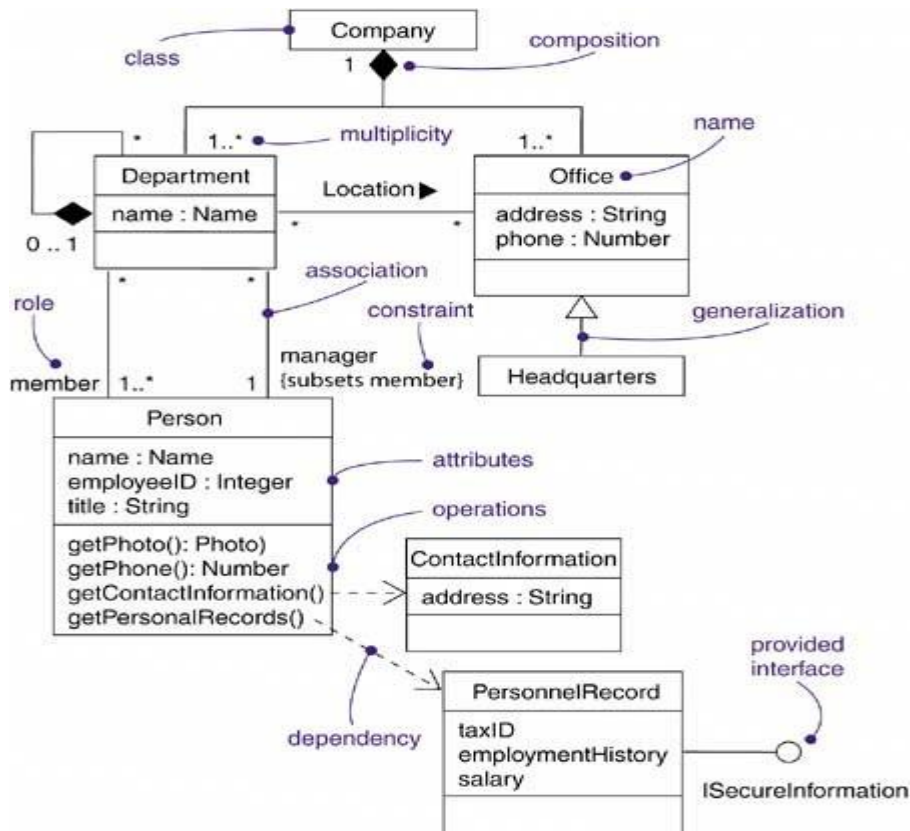 Company
class
1
composition
*
1..*
multiplicity
1..*
name
Department
Office
name : Name
Location ▶
address : String
phone : Number
0 .. 1
*
*
*
*
association
role
constraint
generalization
manager
member
1..*
1
{subsets member}
Headquarters
Person
name : Name
employeeID : Integer
title : String
attributes
operations
getPhoto(): Photo)
getPhone(): Number
getContactInformation()
getPersonalRecords()
ContactInformation
address : String
provided
interface
dependency
PersonnelRecord
taxID
employmentHistory
salary
ISecureInformation